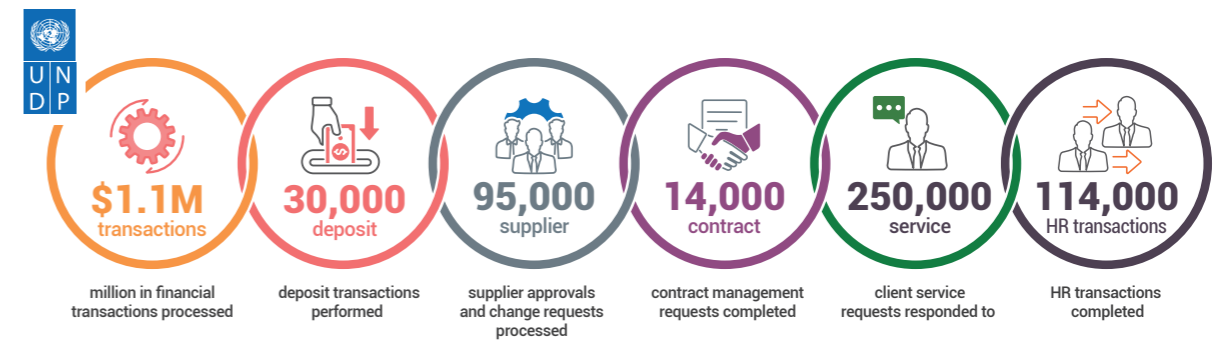 UN
DP
$1.1M
transactions
million in financial
transactions processed
30,000
deposit
deposit transactions
performed
95,000
supplier
supplier approvals
and change requests
processed
14,000
contract
contract management
requests completed
250,000
service
client service
requests responded to
114,000
HR transactions
HR transactions
completed